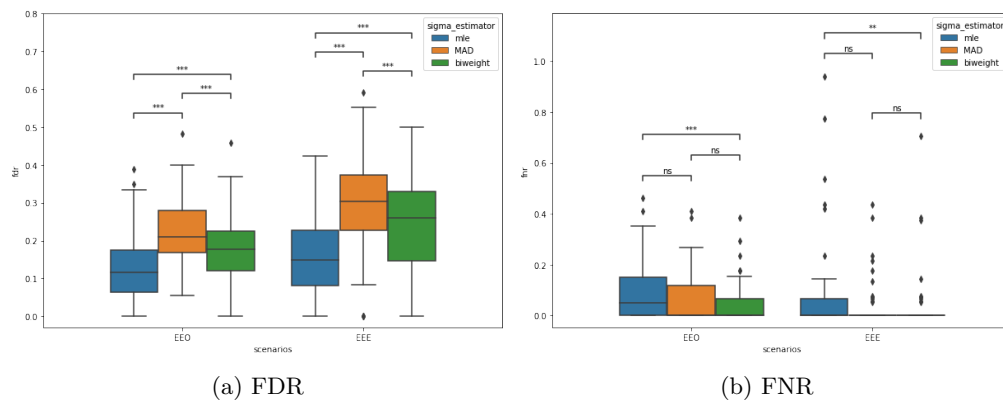 0.8
0.7
0.6
0.5
0.4
0.3
0.2
0.1
0.0
fdr
sigma_estimator
mle
MAD
biweight
***
***
***
***
***
***
EEO
EEE
scenarios
(a) FDR
1.0
0.8
0.6
0.4
0.2
0.0
fnr
sigma_estimator
mle
MAD
biweight
**
ns
ns
***
ns
ns
EEO
EEE
scenarios
(b) FNR